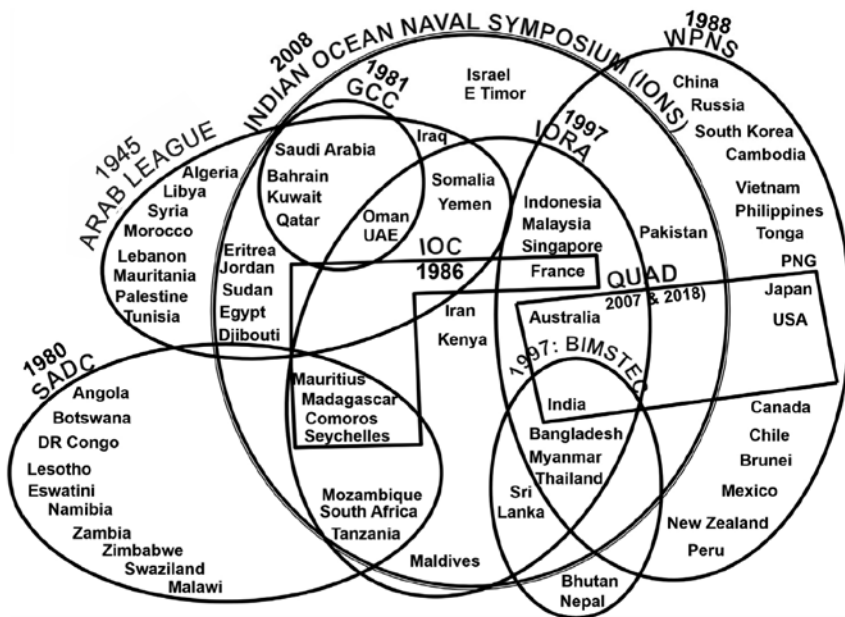 1988
WPNS
2008
INDIAN OCEAN NAVAL SYMPOSIUM (IONS)
1981
GCC
1997
IORA
1945
ARAB LEAGUE
Israel
E Timor
China
Russia
South Korea
Cambodia
Vietnam
Philippines
Tonga
PNG
Iraq
Saudi Arabia
Bahrain
Kuwait
Qatar
Oman
UAE
Somalia
Yemen
Algeria
Libya
Syria
Morocco
Lebanon
Mauritania
Palestine
Tunisia
Eritrea
Jordan
Sudan
Egypt
Djibouti
Indonesia
Malaysia
Singapore
France
Pakistan
IOC
1986
QUAD
2007 & 2018)
Japan
USA
Australia
Iran
Kenya
1997: BIMSTEC
India
Bangladesh
Myanmar
Thailand
Sri
Lanka
Bhutan
Nepal
Maldives
1980
SADC
Angola
Botswana
DR Congo
Lesotho
Eswatini
Namibia
Zambia
Zimbabwe
Swaziland
Malawi
Mauritius
Madagascar
Comoros
Seychelles
Mozambique
South Africa
Tanzania
Canada
Chile
Brunei
Mexico
New Zealand
Peru